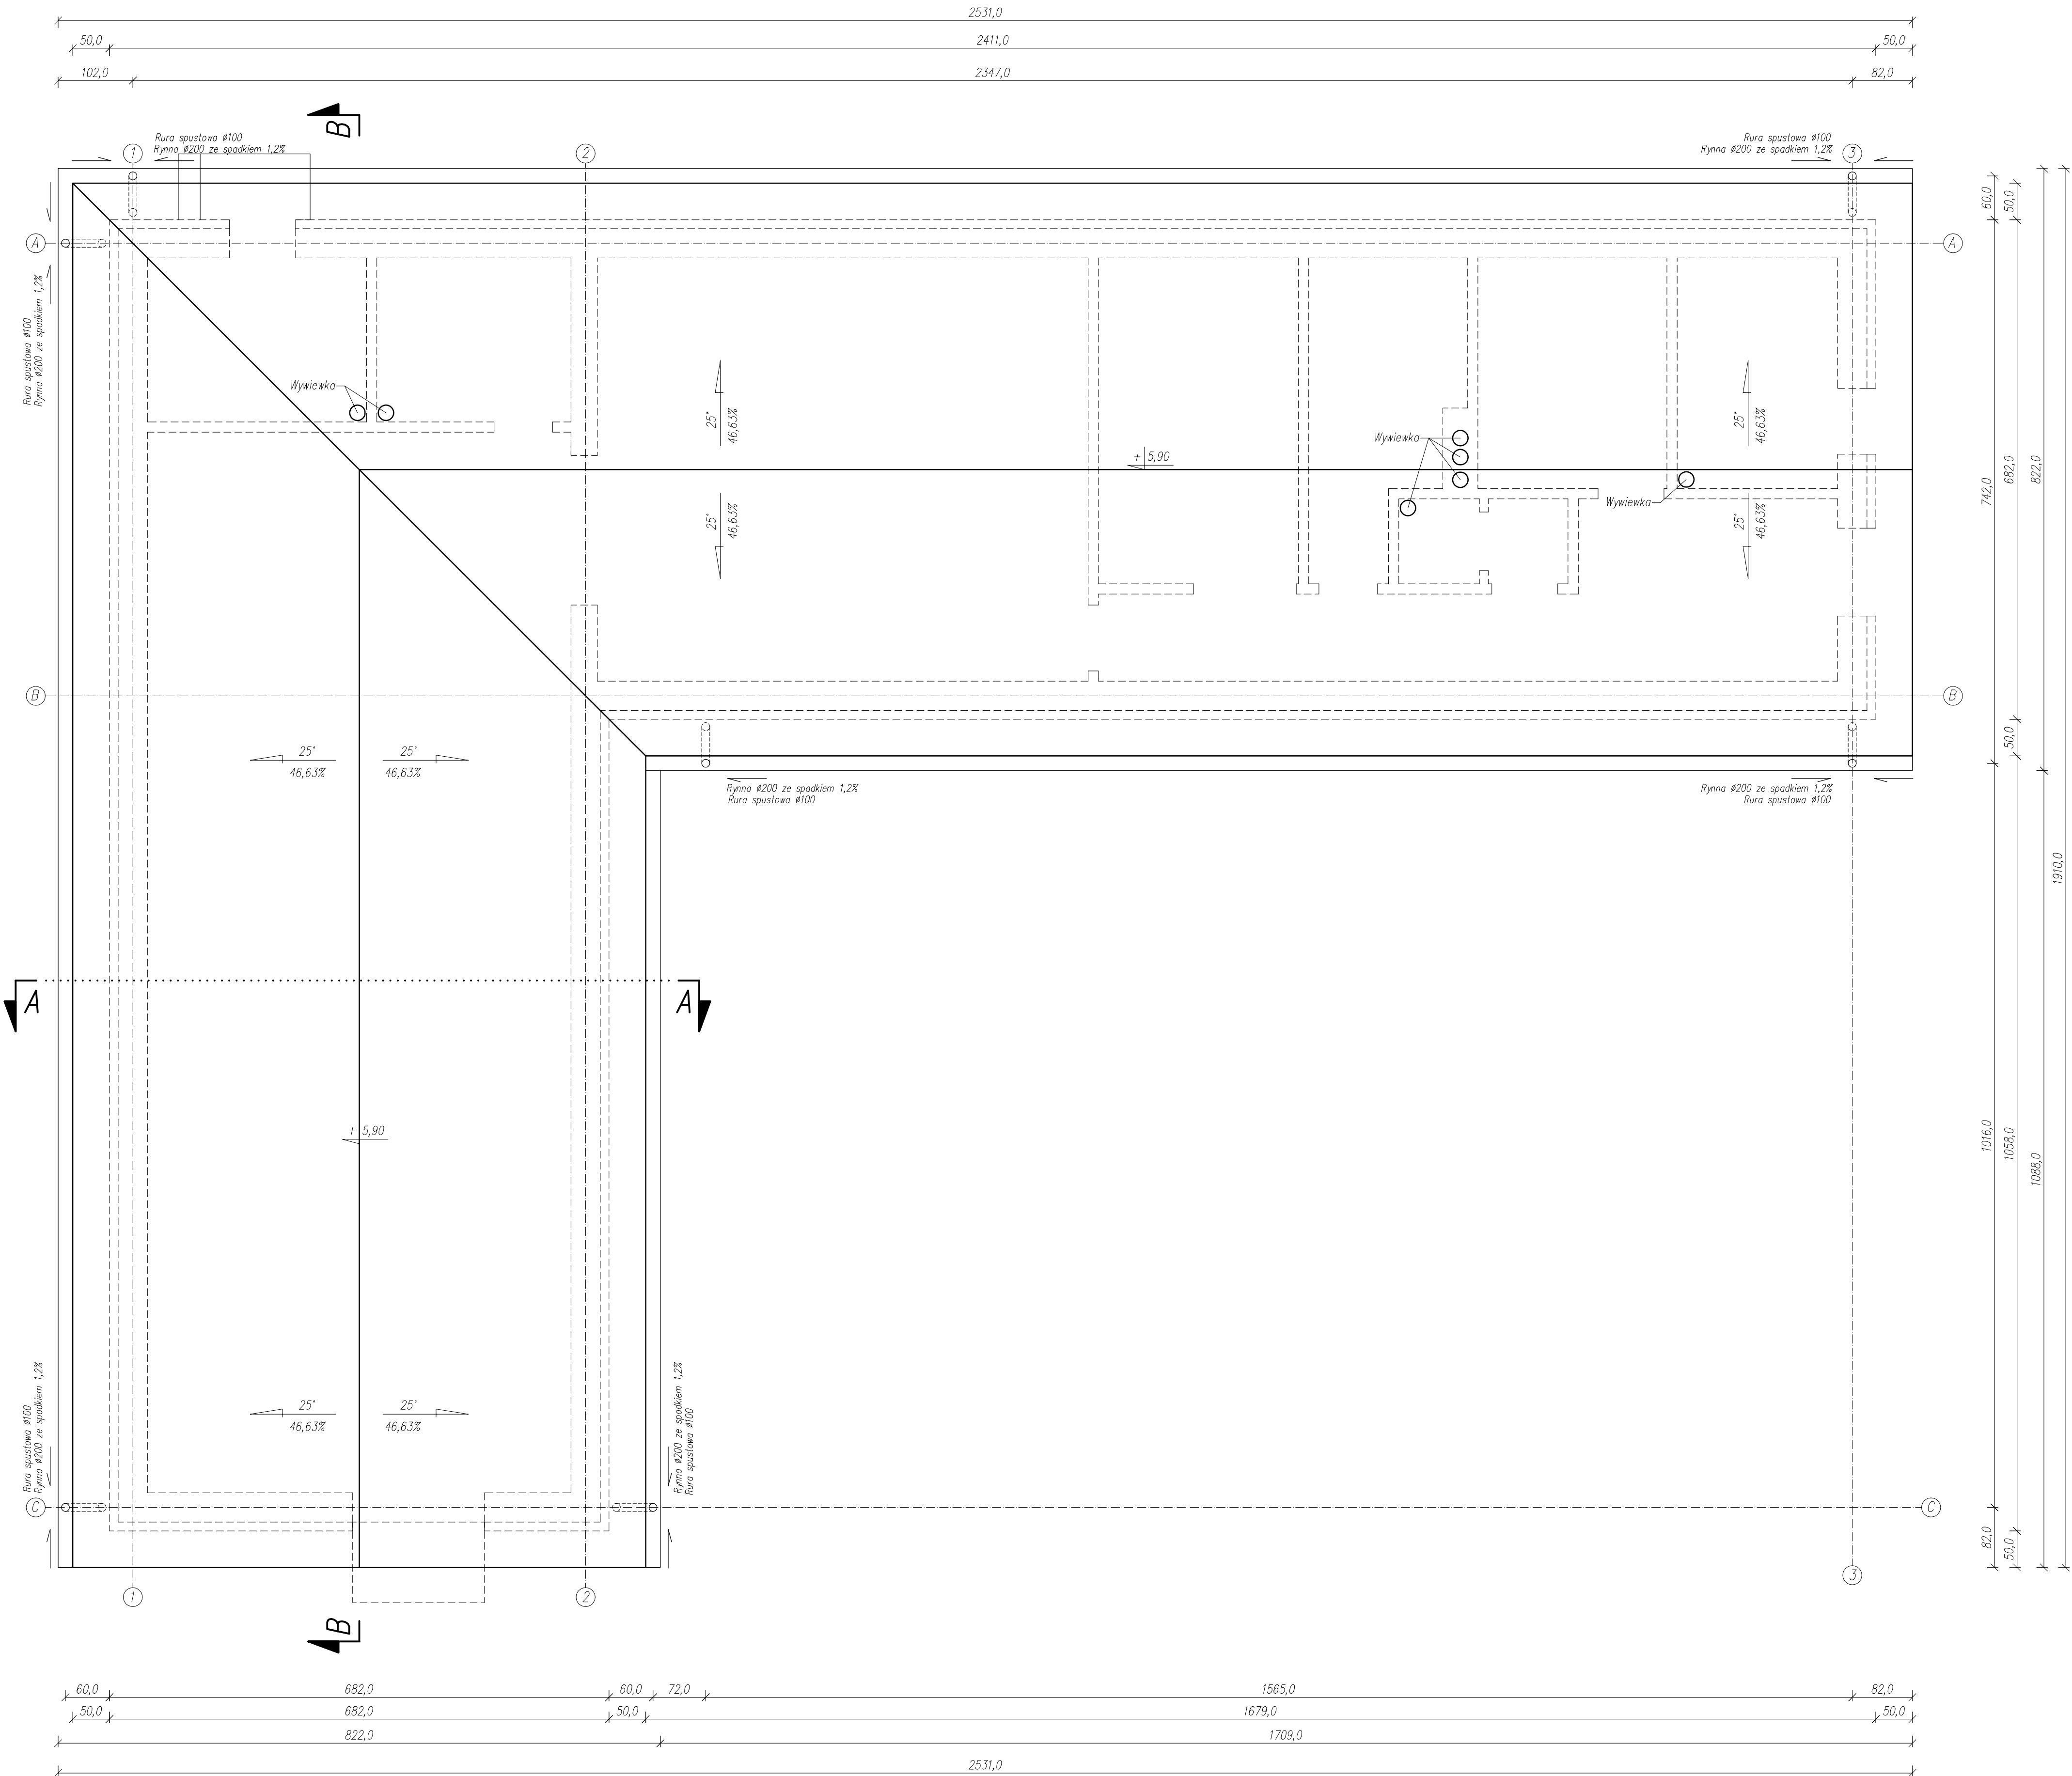 2531,0
50,0
2411,0
50,0
102,0
2347,0
82,0
B
Rura spustowa Ø100
Rynna Ø200 ze spadkiem 1,2%
Rura spustowa Ø100
Rynna Ø200 ze spadkiem 1,2%
1
2
3
A
A
Rura spustowa Ø100
Rynna Ø200 ze spadkiem 1,2%
60,0
50,0
Wywiewka
25°
46,63%
25°
46,63%
Wywiewka
+ 5,90
25°
46,63%
25°
46,63%
Wywiewka
742,0
682,0
822,0
B
B
25°
46,63%
25°
46,63%
Rynna Ø200 ze spadkiem 1,2%
Rura spustowa Ø100
Rynna Ø200 ze spadkiem 1,2%
Rura spustowa Ø100
50,0
1910,0
A
A
+ 5,90
1016,0
1058,0
1088,0
25°
46,63%
25°
46,63%
Rura spustowa Ø100
Rynna Ø200 ze spadkiem 1,2%
Rynna Ø200 ze spadkiem 1,2%
Rura spustowa Ø100
C
C
82,0
50,0
1
2
3
B
60,0
682,0
60,0
72,0
1565,0
82,0
50,0
682,0
50,0
1679,0
50,0
822,0
1709,0
2531,0